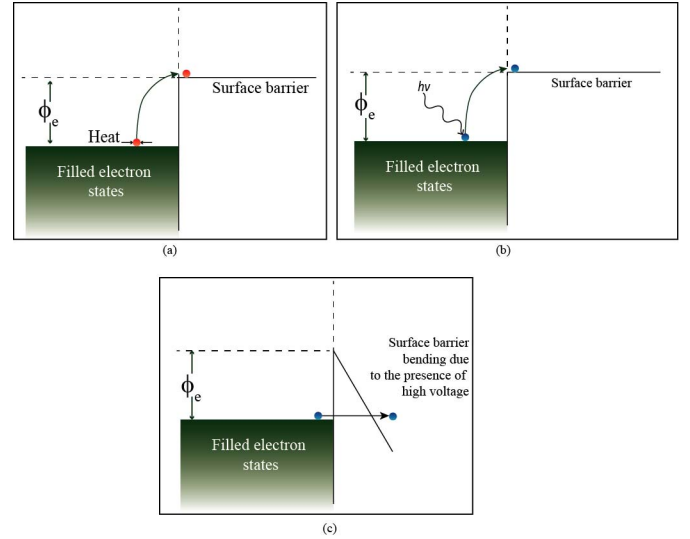 Surface barrier
ϕe
Heat
Filled electron
states
(a)
hν
Surface barrier
ϕe
Filled electron
states
(b)
Surface barrier
bending due
to the presence of
high voltage
ϕe
Filled electron
states
(c)